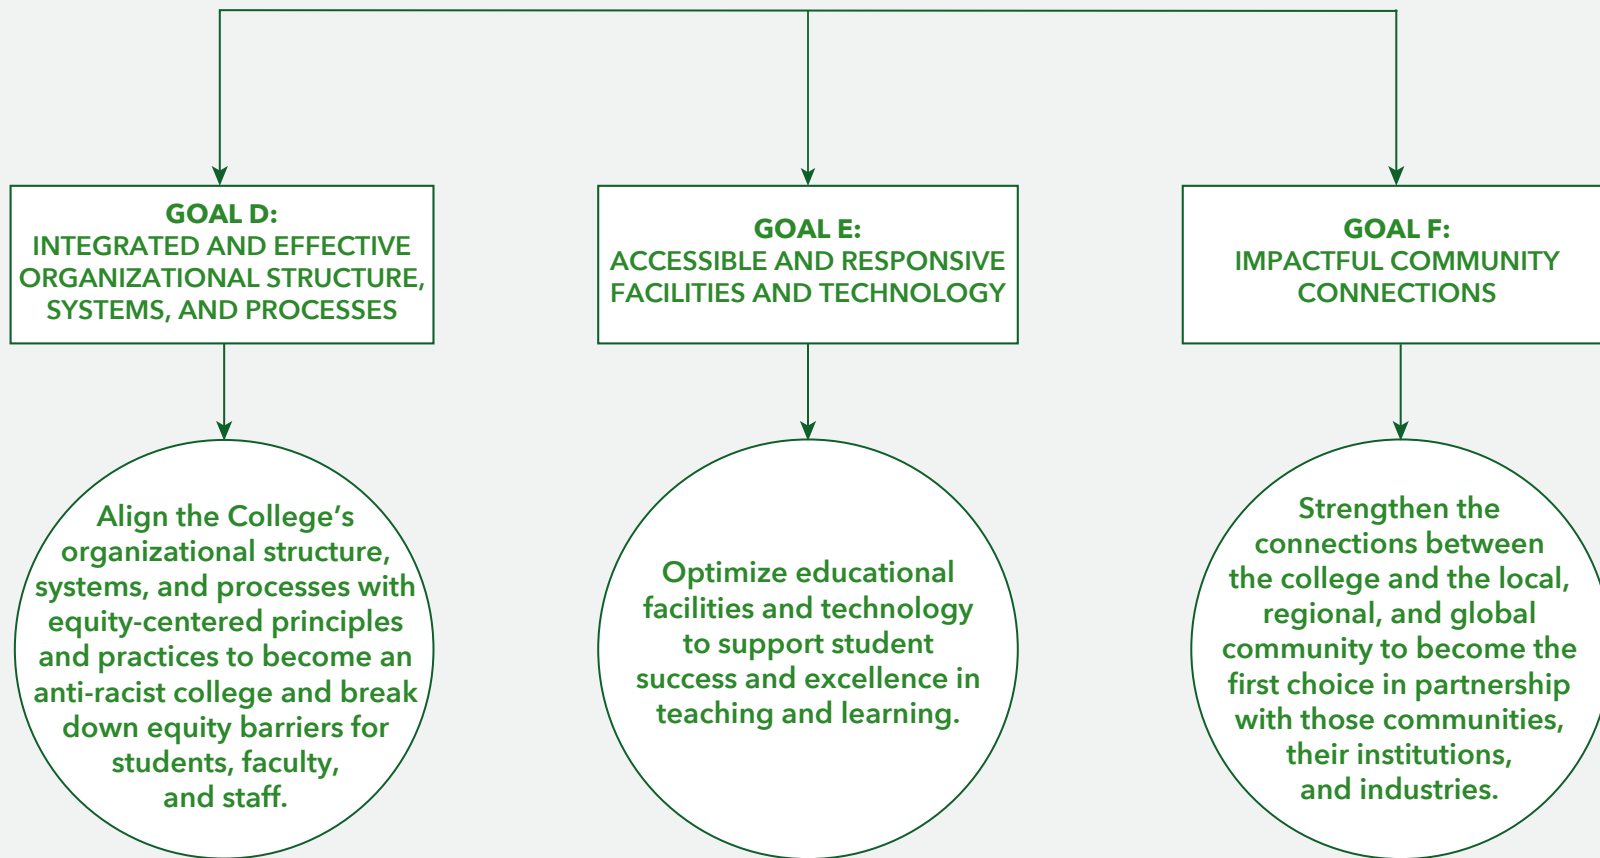 GOAL D:
INTEGRATED AND EFFECTIVE
ORGANIZATIONAL STRUCTURE,
SYSTEMS, AND PROCESSES
GOAL E:
ACCESSIBLE AND RESPONSIVE
FACILITIES AND TECHNOLOGY
GOAL F:
IMPACTFUL COMMUNITY
CONNECTIONS
Align the College’s
organizational structure,
systems, and processes with
equity-centered principles
and practices to become an
anti-racist college and break
down equity barriers for
students, faculty,
and staff.
Optimize educational
facilities and technology
to support student
success and excellence in
teaching and learning.
Strengthen the
connections between
the college and the local,
regional, and global
community to become the
first choice in partnership
with those communities,
their institutions,
and industries.